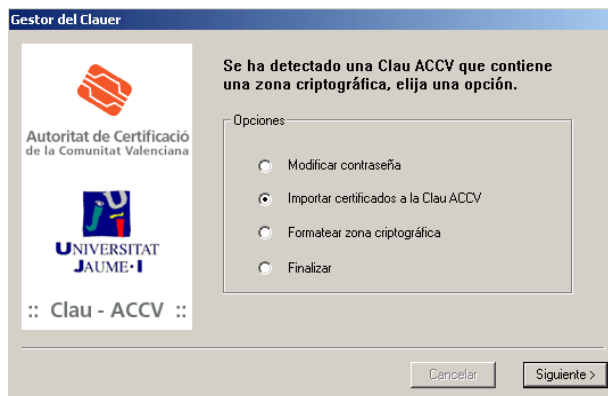 Gestor del Clauer
Se ha detectado una Clau ACCV que contiene
una zona criptográfica, elija una opción.
Autoritat de Certificació
de la Comunitat Valenciana
UNIVERSITAT
JAUME·I
:: Clau - ACCV ::
Opciones
Modificar contraseña
Importar certificados a la Clau ACCV
Formatear zona criptográfica
Finalizar
Cancelar
Siguiente >